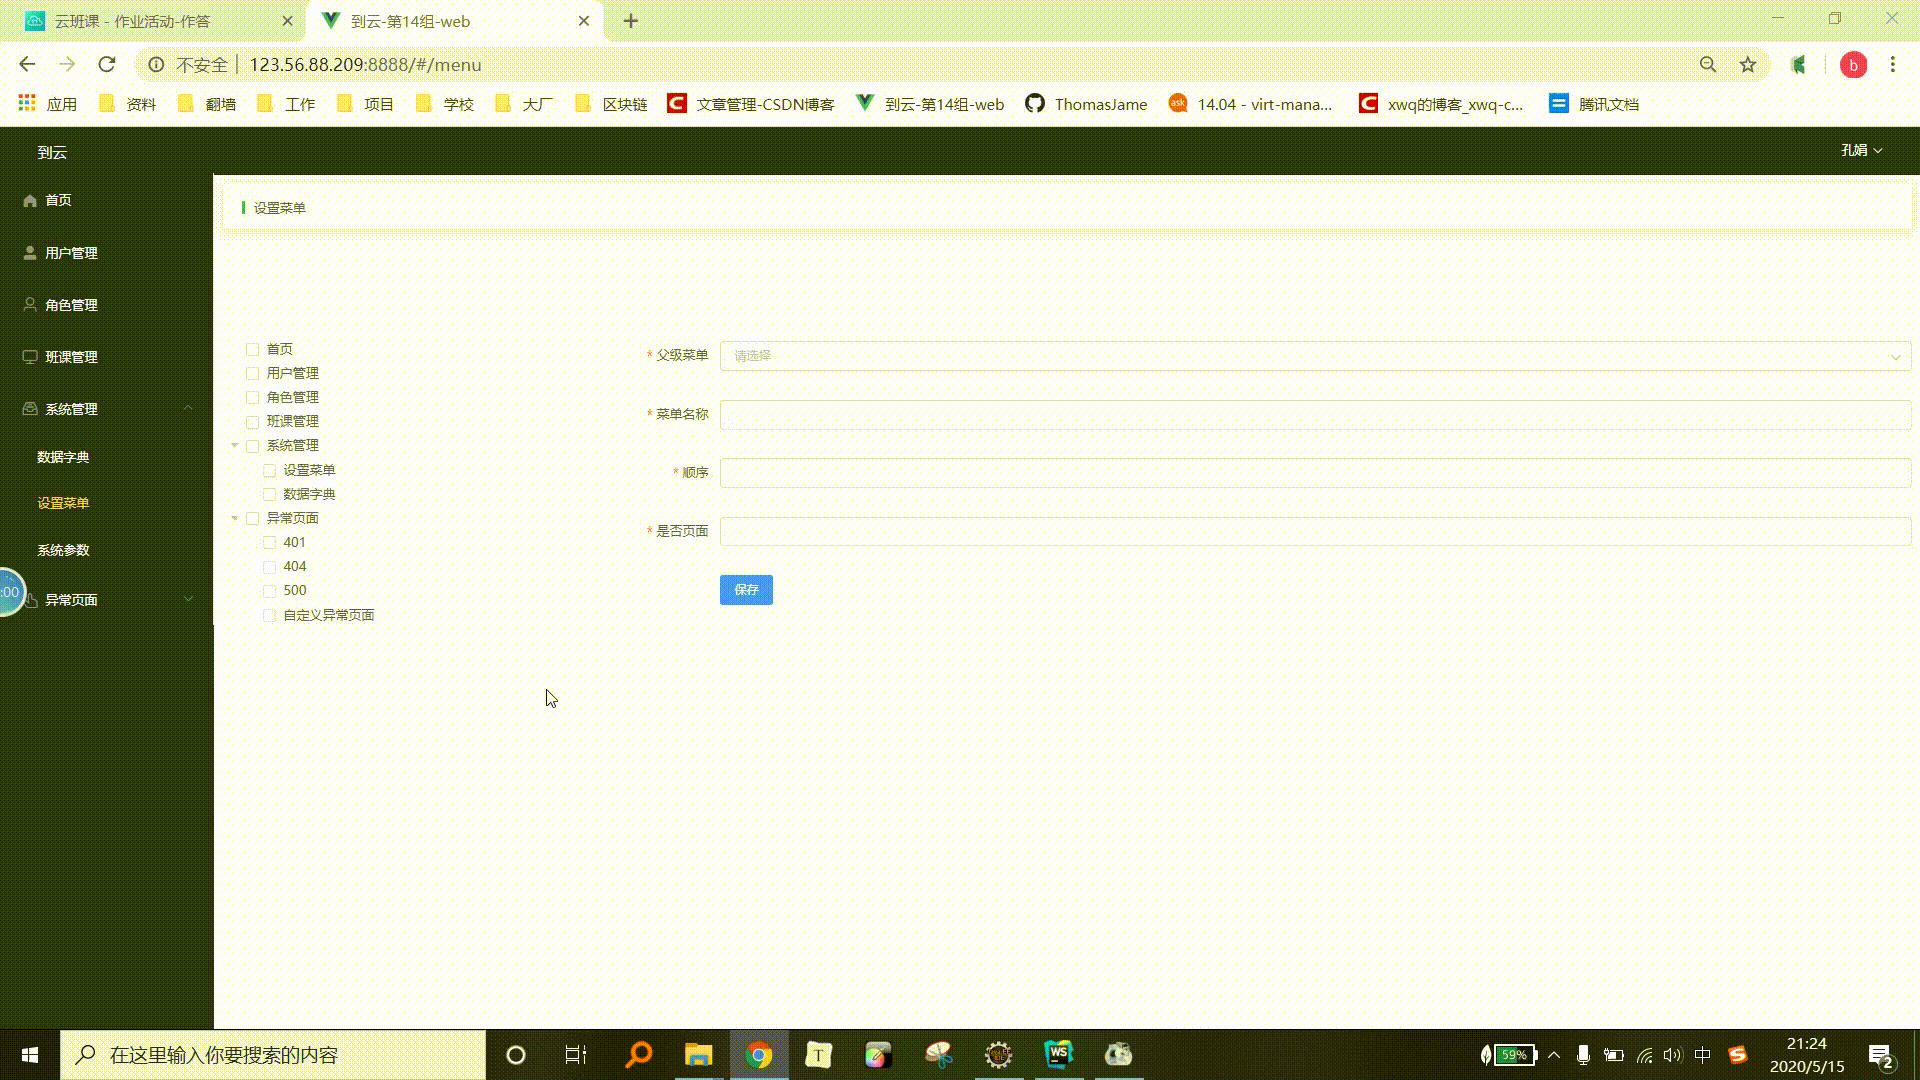 云班课 - 作业活动-作答
到云-第14组-web
不安全 | 123.56.88.209:8888/#/menu
b
应用
资料
翻墙
工作
项目
学校
大厂
区块链
文章管理-CSDN博客
到云-第14组-web
ThomasJame
ask
14.04 - virt-mana...
xwq的博客_xwq-c...
腾讯文档
到云
孔娟
首页
用户管理
角色管理
班课管理
系统管理
数据字典
设置菜单
系统参数
异常页面
:00
设置菜单
首页
用户管理
角色管理
班课管理
系统管理
设置菜单
数据字典
异常页面
401
404
500
自定义异常页面
* 父级菜单
请选择
* 菜单名称
* 顺序
* 是否页面
保存
在这里输入你要搜索的内容
T
WS
59%
中
21:24
2020/5/15
2